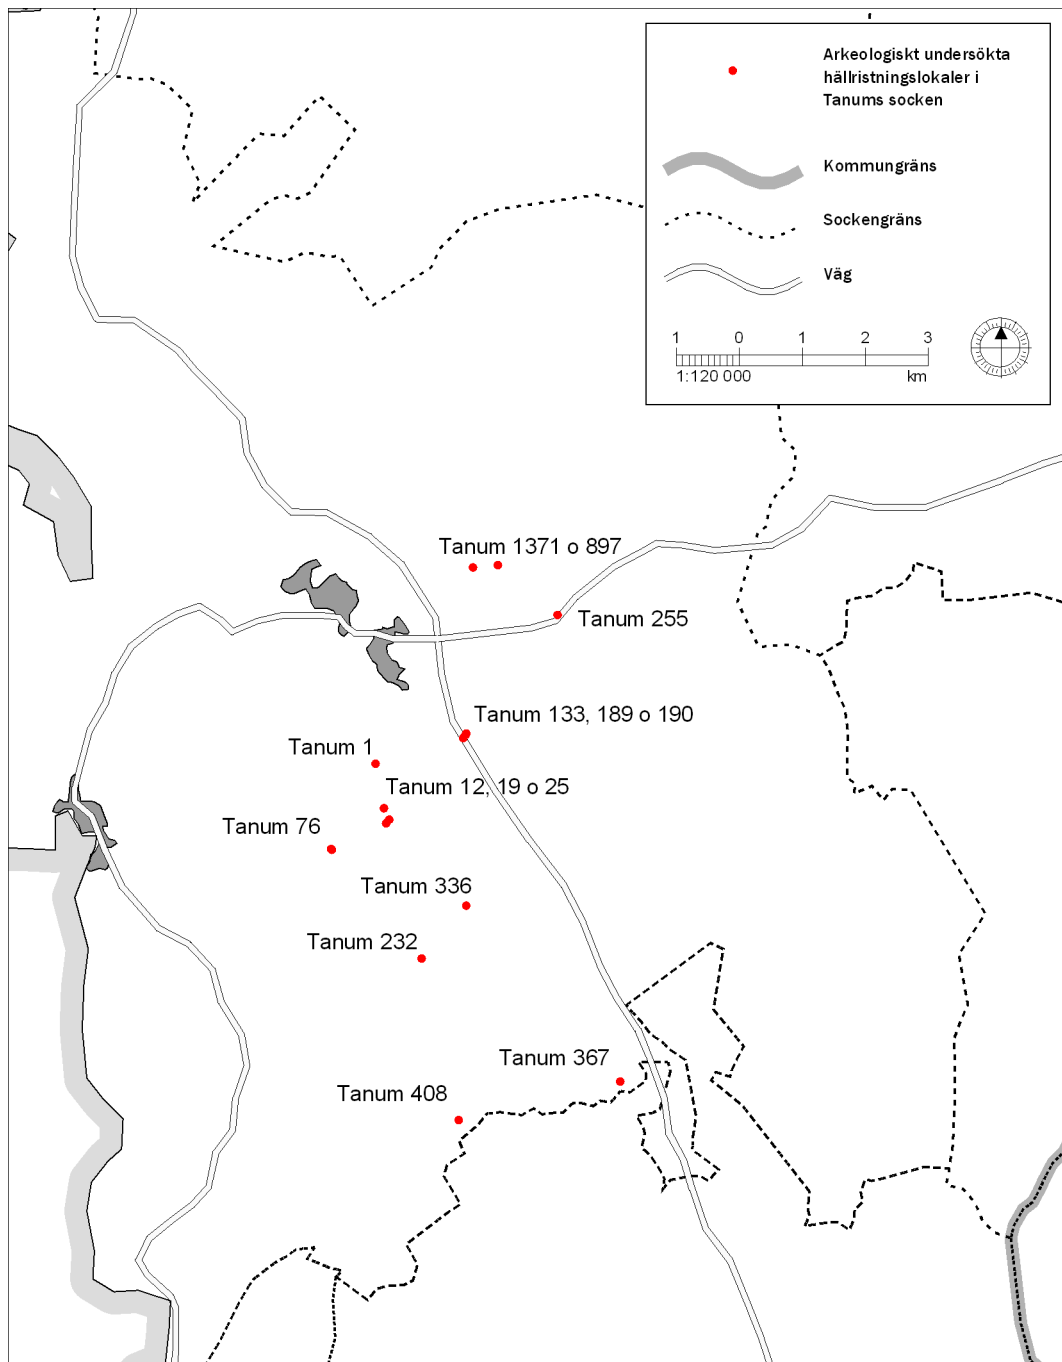 Arkeologiskt undersökta
hällristningslokaler i
Tanums socken
Kommungräns
Sockengräns
Väg
1 0 1 2 3
1:120 000 km
Tanum 1371 o 897
Tanum 255
Tanum 133, 189 o 190
Tanum 1
Tanum 12, 19 o 25
Tanum 76
Tanum 336
Tanum 232
Tanum 367
Tanum 408